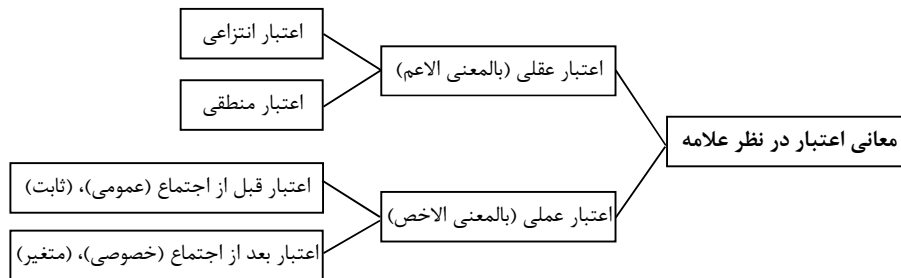 معانی اعتبار در نظر علامه
اعتبار عقلی (بالمعنی الاعم)
اعتبار انتزاعی
اعتبار منطقی
اعتبار عملی (بالمعنی الاخص)
اعتبار قبل از اجتماع (عمومی)، (ثابت)
اعتبار بعد از اجتماع (خصوصی)، (متغیر)